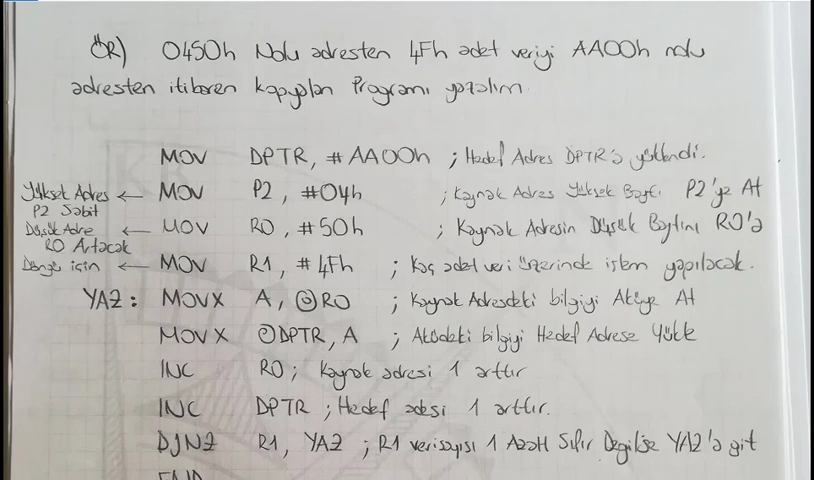 ÖR) 0450h Nolu adresten 4Fh adet veriyi AA00h nolu
adresten itibaren kopyalan Programı yazalım.
MOV DPTR, #AA00h ; Hedef Adres DPTR'a yüklendi.
Yüksek Adres ← MOV P2, #04h ; Kaynak Adres Yüksek Baytı P2'ye At
P2 Sabit
Düşük Adre ← MOV R0, #50h ; Kaynak Adresin Düşük Baytını R0'a
R0 Artacak
Döngü için ← MOV R1, #4Fh ; Kaç adet veri üzerinde işlem yapılacak.
YAZ: MOVX A, @R0 ; Kaynak Adresdeki bilgiyi Aküye At
MOVX @DPTR, A ; Aküdeki bilgiyi Hedef Adrese Yükle
INC R0; Kaynak adresi 1 arttır
INC DPTR ; Hedef adesi 1 arttır.
DJNZ R1, YAZ ; R1 verisayısı 1 Azalt Sıfır Değilse YAZ'a git